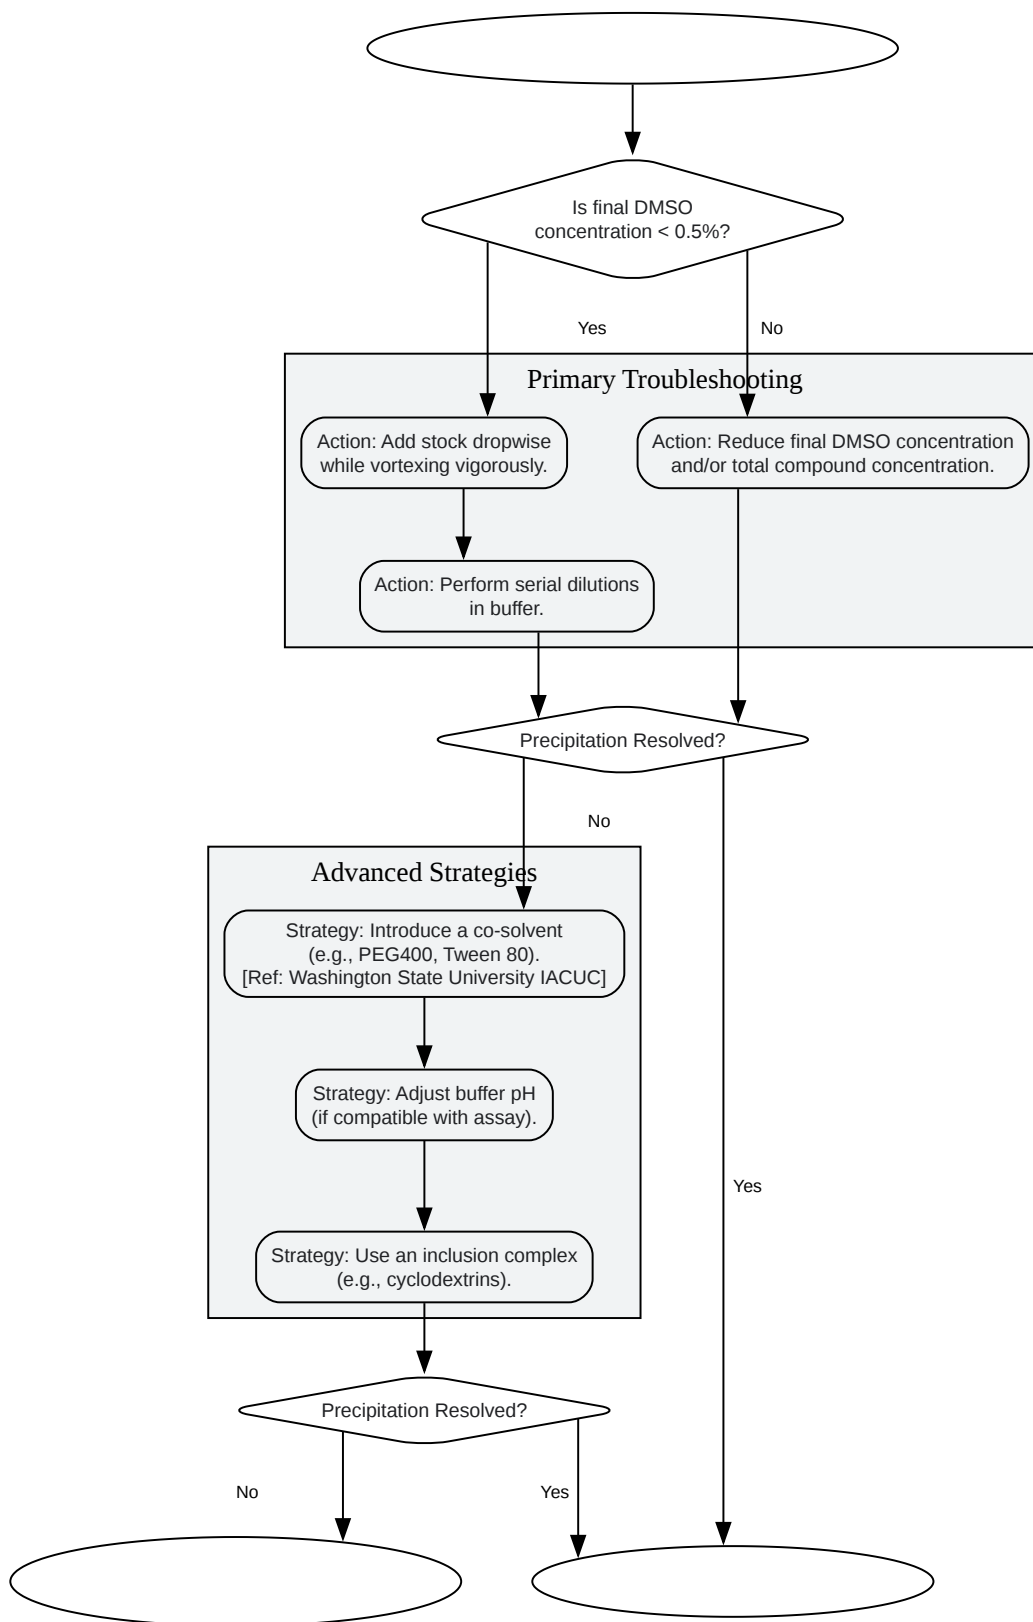 Is final DMSO
concentration < 0.5%?
Yes
No
Primary Troubleshooting
Action: Add stock dropwise
while vortexing vigorously.
Action: Reduce final DMSO concentration
and/or total compound concentration.
Action: Perform serial dilutions
in buffer.
Precipitation Resolved?
No
Advanced Strategies
Strategy: Introduce a co-solvent
(e.g., PEG400, Tween 80).
[Ref: Washington State University IACUC]
Strategy: Adjust buffer pH
(if compatible with assay).
Yes
Strategy: Use an inclusion complex
(e.g., cyclodextrins).
Precipitation Resolved?
No
Yes